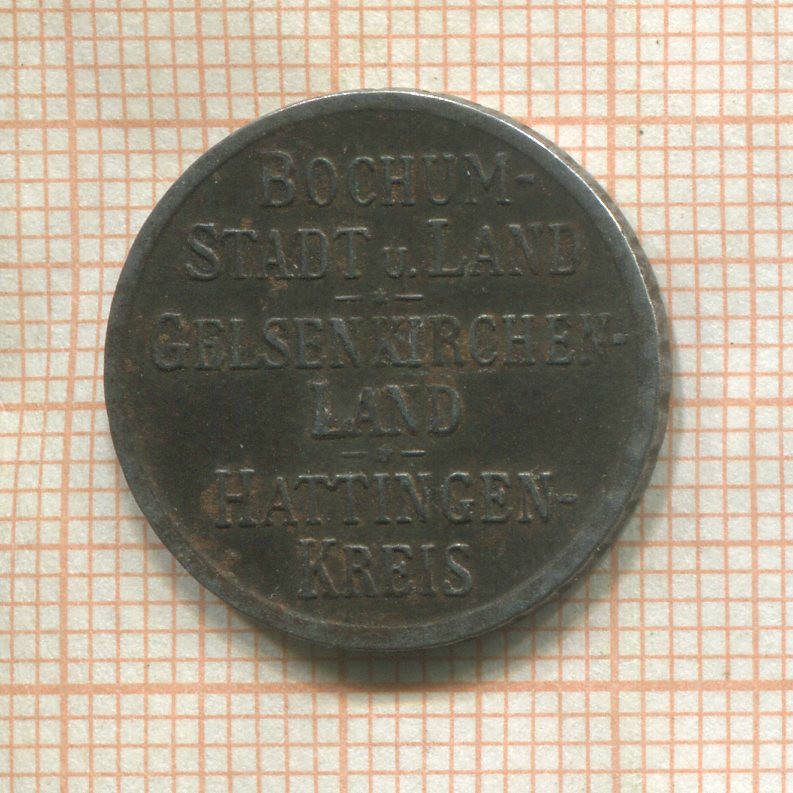 BOCHUM-
STADT u. LAND
GELSENKIRCHEN-
LAND
HATTINGEN-
KREIS